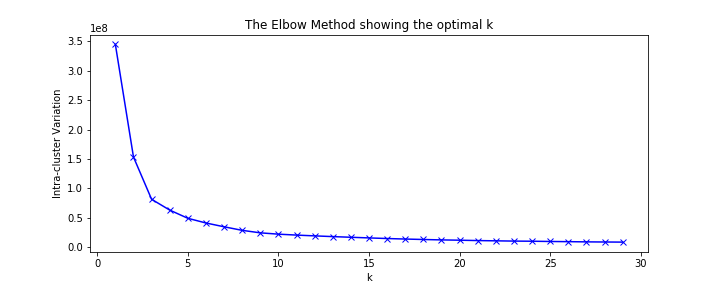 The Elbow Method showing the optimal k
1e8
3.5
3.0
2.5
2.0
1.5
1.0
0.5
0.0
Intra-cluster Variation
0 5 10 15 20 25 30
k